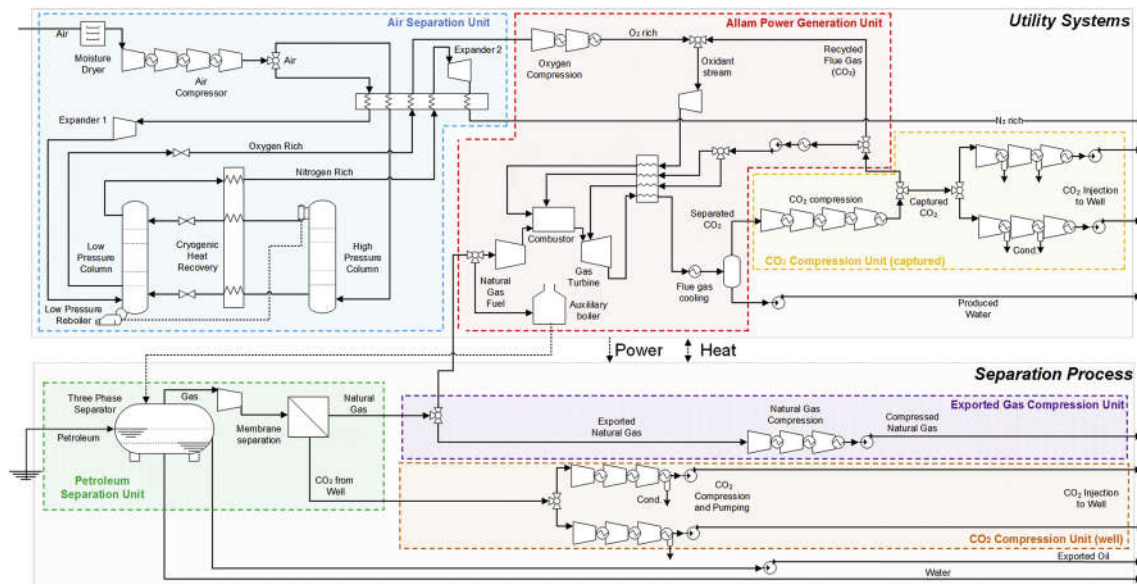 Air Separation Unit
Allam Power Generation Unit
Utility Systems
Air
Moisture
Dryer
Air
Compressor
Air
Expander 2
O₂ rich
Oxygen
Compression
Oxidant
stream
Recycled
Flue Gas
(CO₂)
N₂ rich
Expander 1
Oxygen Rich
Nitrogen Rich
Low
Pressure
Column
Cryogenic
Heat
Recovery
High
Pressure
Column
Low Pressure
Reboiler
Combustor
Gas
Turbine
Natural
Gas
Fuel
Auxililary
boiler
Flue gas
cooling
Separated
CO₂
CO₂ compression
Captured
CO₂
CO₂ Injection
to Well
Cond.
CO₂ Compression Unit (captured)
Produced
Water
Power
Heat
Separation Process
Three Phase
Separator
Gas
Petroleum
Membrane
separation
Natural
Gas
CO₂ from
Well
Petroleum
Separation Unit
Exported Gas Compression Unit
Exported
Natural Gas
Natural Gas
Compression
Compressed
Natural Gas
CO₂
Compression
and Pumping
Cond.
CO₂ Injection
to Well
CO₂ Compression Unit (well)
Exported Oil
Water